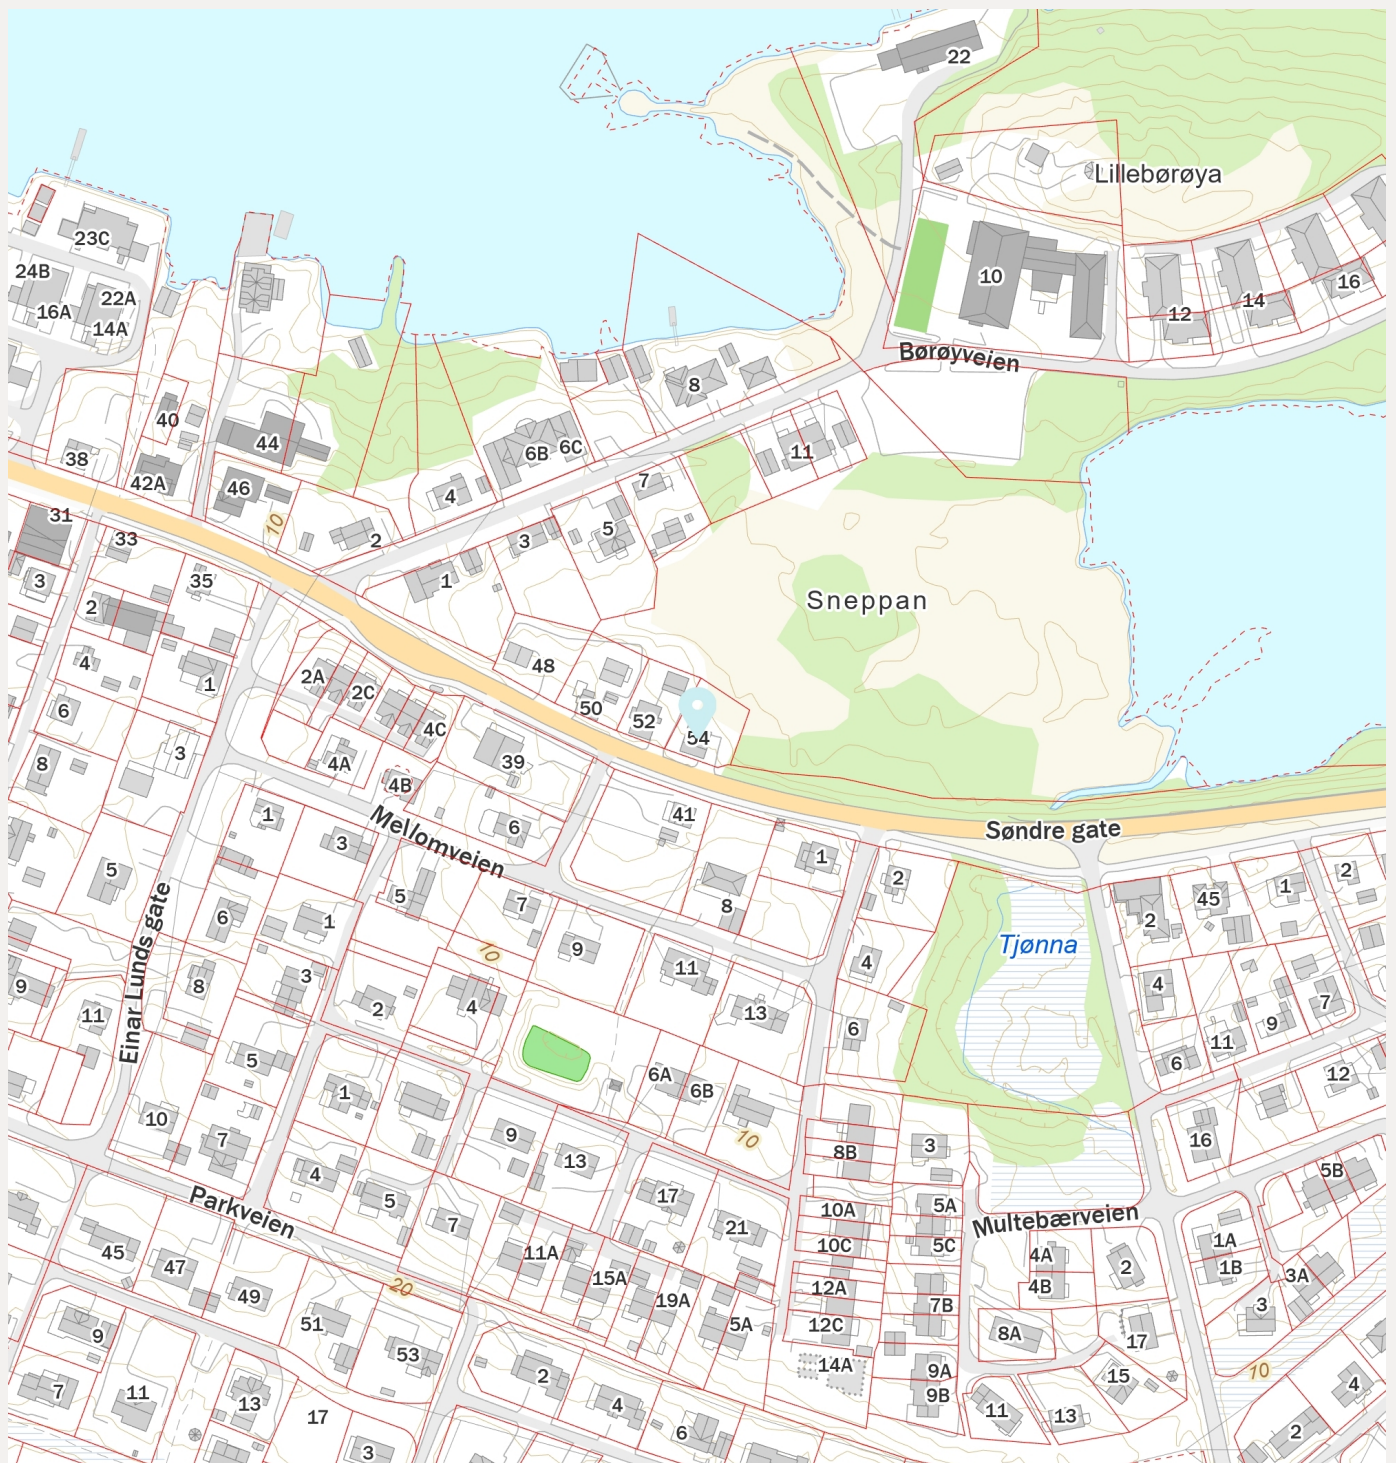 22
Lillebørøya
23C
24B
22A
16A
14A
10
16
14
12
Børøyveien
8
40
44
6B
6C
11
38
42A
46
4
7
10
31
33
2
3
5
3
35
1
2
Sneppan
48
4
2A
2C
1
50
52
54
6
4C
3
39
8
4A
4B
41
Søndre gate
1
Mellomveien
6
3
1
5
2
2
45
1
2
5
7
8
6
1
9
10
Tjønna
11
4
3
8
9
4
7
2
4
13
11
9
6
11
5
6
6A
12
1
6B
10
7
9
10
16
3
13
8B
5B
Einar Lunds gate
4
5
17
Parkveien
7
21
10A
5A
Multebærveien
45
11A
10C
5C
1A
47
15A
4A
2
1B
49
20
19A
12A
4B
3A
51
5A
12C
7B
3
9
53
8A
17
2
14A
9A
15
10
7
11
13
4
9B
4
17
6
11
13
3
2